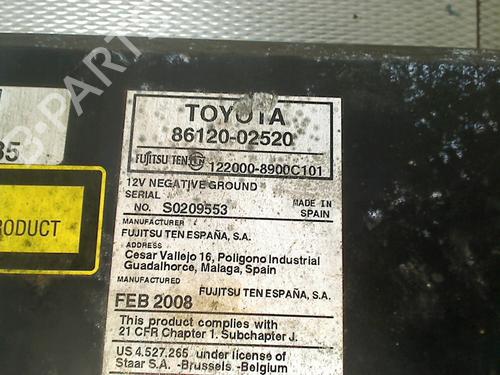 B-PARTS
35
PRODUCT
TOYOTA
86120-02520
FUJITSU TEN TEN 122000-8900C101
12V NEGATIVE GROUND
SERIAL
NO. S0209553
MADE IN
SPAIN
MANUFACTURER
FUJITSU TEN ESPAÑA, S.A.
ADDRESS
Cesar Vallejo 16, Poligono Industrial
Guadalhorce, Malaga, Spain
MANUFACTURED
FUJITSU TEN ESPAÑA, S.A.
FEB 2008
This product complies with
21 CFR Chapter 1. Subchapter J.
US 4.527.265 under license of
Staar S.A. -Brussels -Belgium